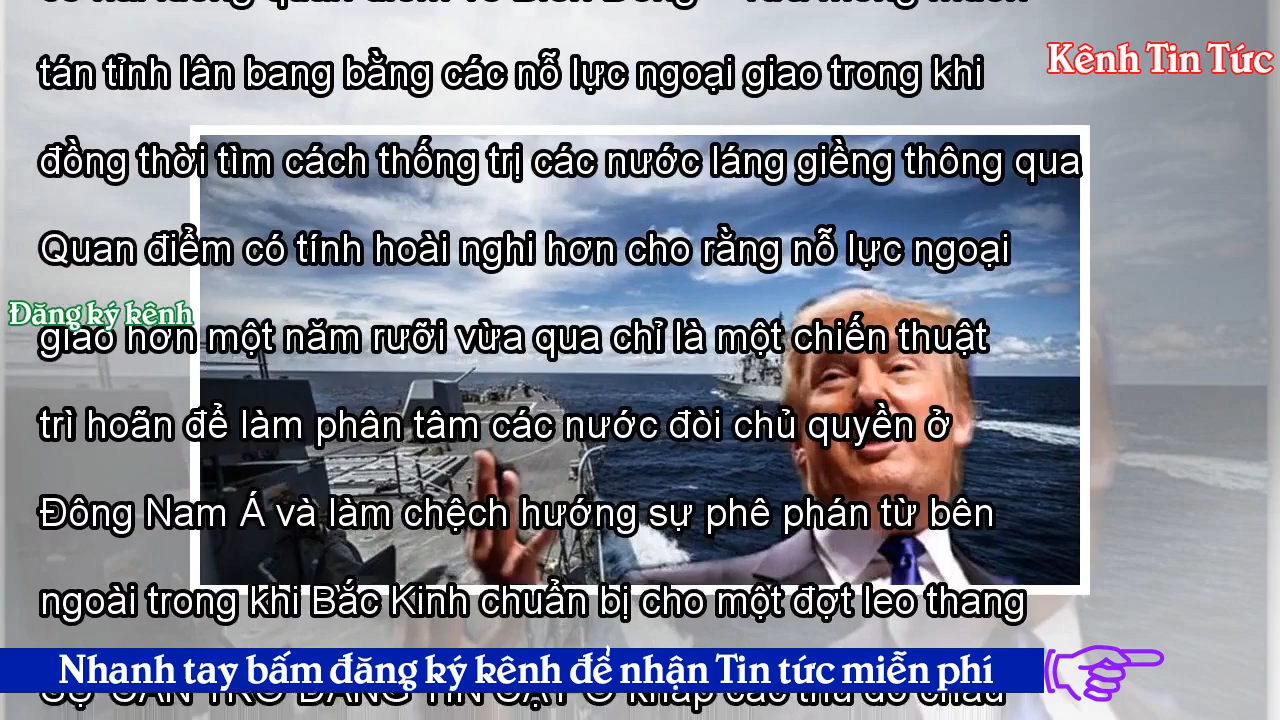 tán tỉnh lân bang bằng các nỗ lực ngoại giao trong khi
Kênh Tin Tức
đồng thời tìm cách thống trị các nước láng giềng thông qua
Quan điểm có tính hoài nghi hơn cho rằng nỗ lực ngoại
Đăng ký kênh
giao hơn một năm rưỡi vừa qua chỉ là một chiến thuật
trì hoãn để làm phân tâm các nước đòi chủ quyền ở
Đông Nam Á và làm chệch hướng sự phê phán từ bên
ngoài trong khi Bắc Kinh chuẩn bị cho một đợt leo thang
Nhanh tay bấm đăng ký kênh để nhận Tin tức miễn phí